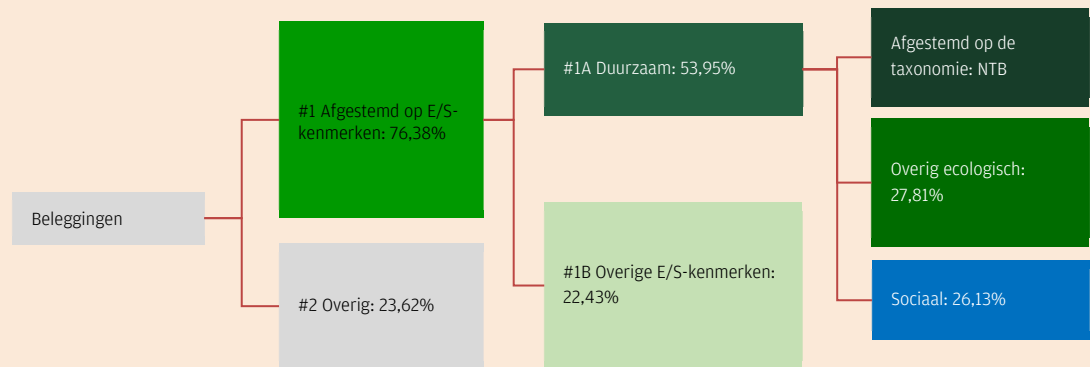 Beleggingen
#1 Afgestemd op E/S-
kenmerken: 76,38%
#2 Overig: 23,62%
#1A Duurzaam: 53,95%
#1B Overige E/S-kenmerken:
22,43%
Afgestemd op de
taxonomie: NTB
Overig ecologisch:
27,81%
Sociaal: 26,13%